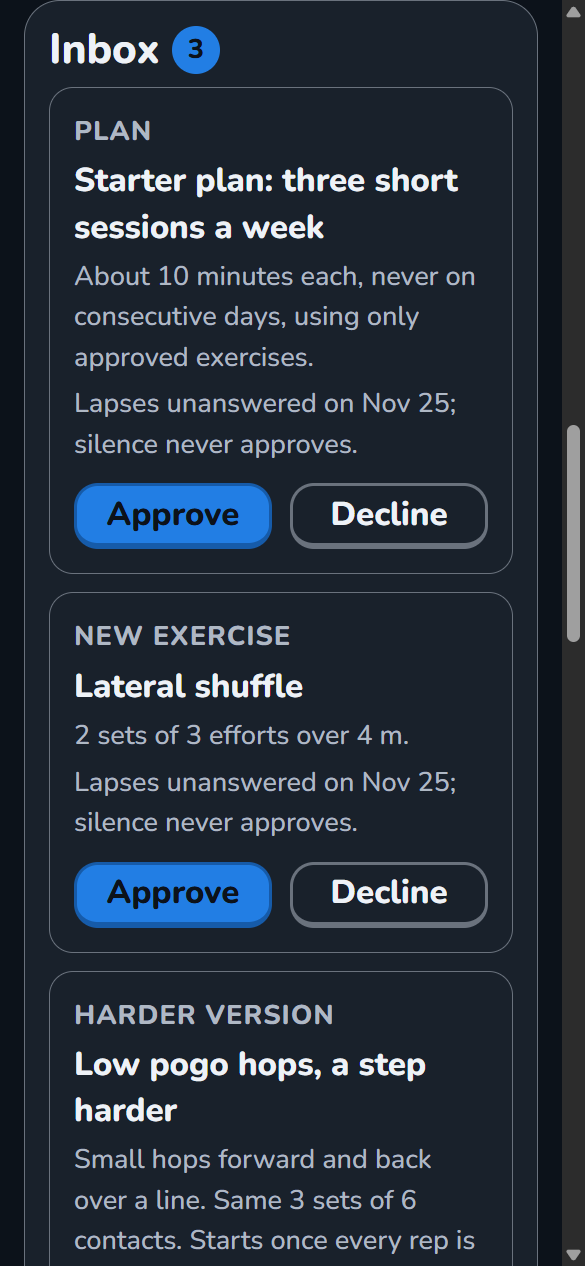 Inbox 3
PLAN
Starter plan: three short
sessions a week
About 10 minutes each, never on
consecutive days, using only
approved exercises.
Lapses unanswered on Nov 25;
silence never approves.
Approve Decline
NEW EXERCISE
Lateral shuffle
2 sets of 3 efforts over 4 m.
Lapses unanswered on Nov 25;
silence never approves.
Approve Decline
HARDER VERSION
Low pogo hops, a step
harder
Small hops forward and back
over a line. Same 3 sets of 6
contacts. Starts once every rep is